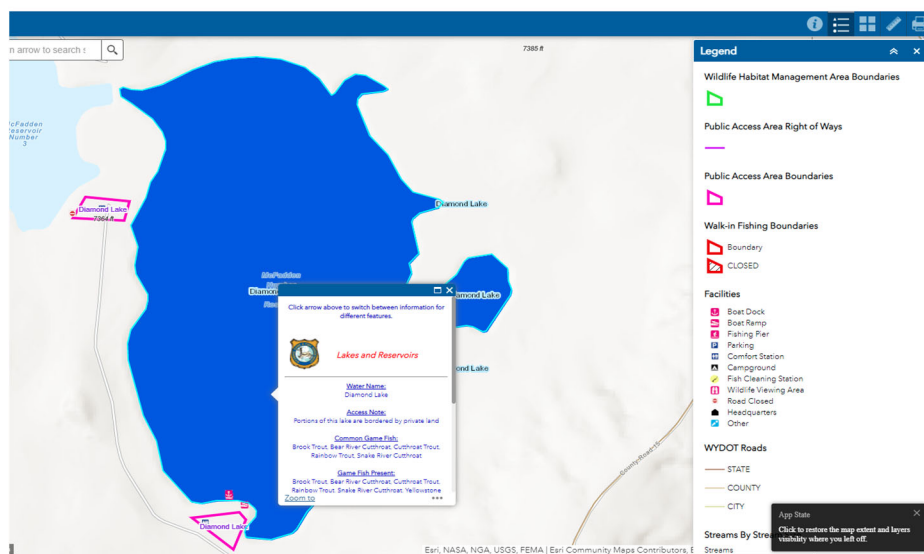 n arrow to search s
7385 ft
McFadden
Reservoir
Number
3
Diamond Lake
7364 ft
Diamond Lake
McFadden
Diamon
amond Lake
ond Lake
Click arrow above to switch between information for
different features.
Lakes and Reservoirs
Water Name:
Diamond Lake
Access Note:
Portions of this lake are bordered by private land
Common Game Fish:
Brook Trout, Bear River Cutthroat, Cutthroat Trout,
Rainbow Trout, Snake River Cutthroat
Game Fish Present:
Brook Trout, Bear River Cutthroat, Cutthroat Trout,
Rainbow Trout, Snake River Cutthroat, Yellowstone
Zoom to
Diamond Lake
County Road 15
Esri, NASA, NGA, USGS, FEMA | Esri Community Maps Contributors, E
Legend
Wildlife Habitat Management Area Boundaries
Public Access Area Right of Ways
Public Access Area Boundaries
Walk-in Fishing Boundaries
Boundary
CLOSED
Facilities
Boat Dock
Boat Ramp
Fishing Pier
P Parking
Comfort Station
Campground
Fish Cleaning Station
Wildlife Viewing Area
Road Closed
Headquarters
Other
WYDOT Roads
STATE
COUNTY
CITY
Streams By Strea
Streams
App State
Click to restore the map extent and layers
visibility where you left off.